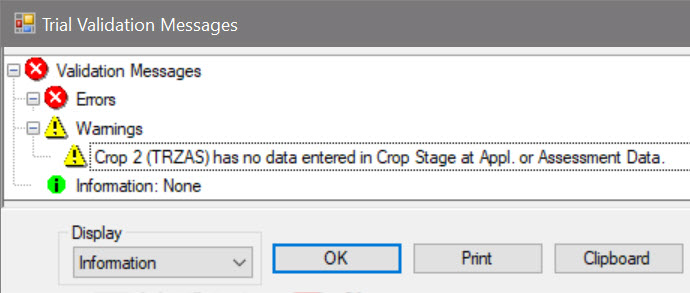 Trial Validation Messages
Validation Messages
Errors
Warnings
Crop 2 (TRZAS) has no data entered in Crop Stage at Appl. or Assessment Data.
Information: None
Display
Information
OK
Print
Clipboard